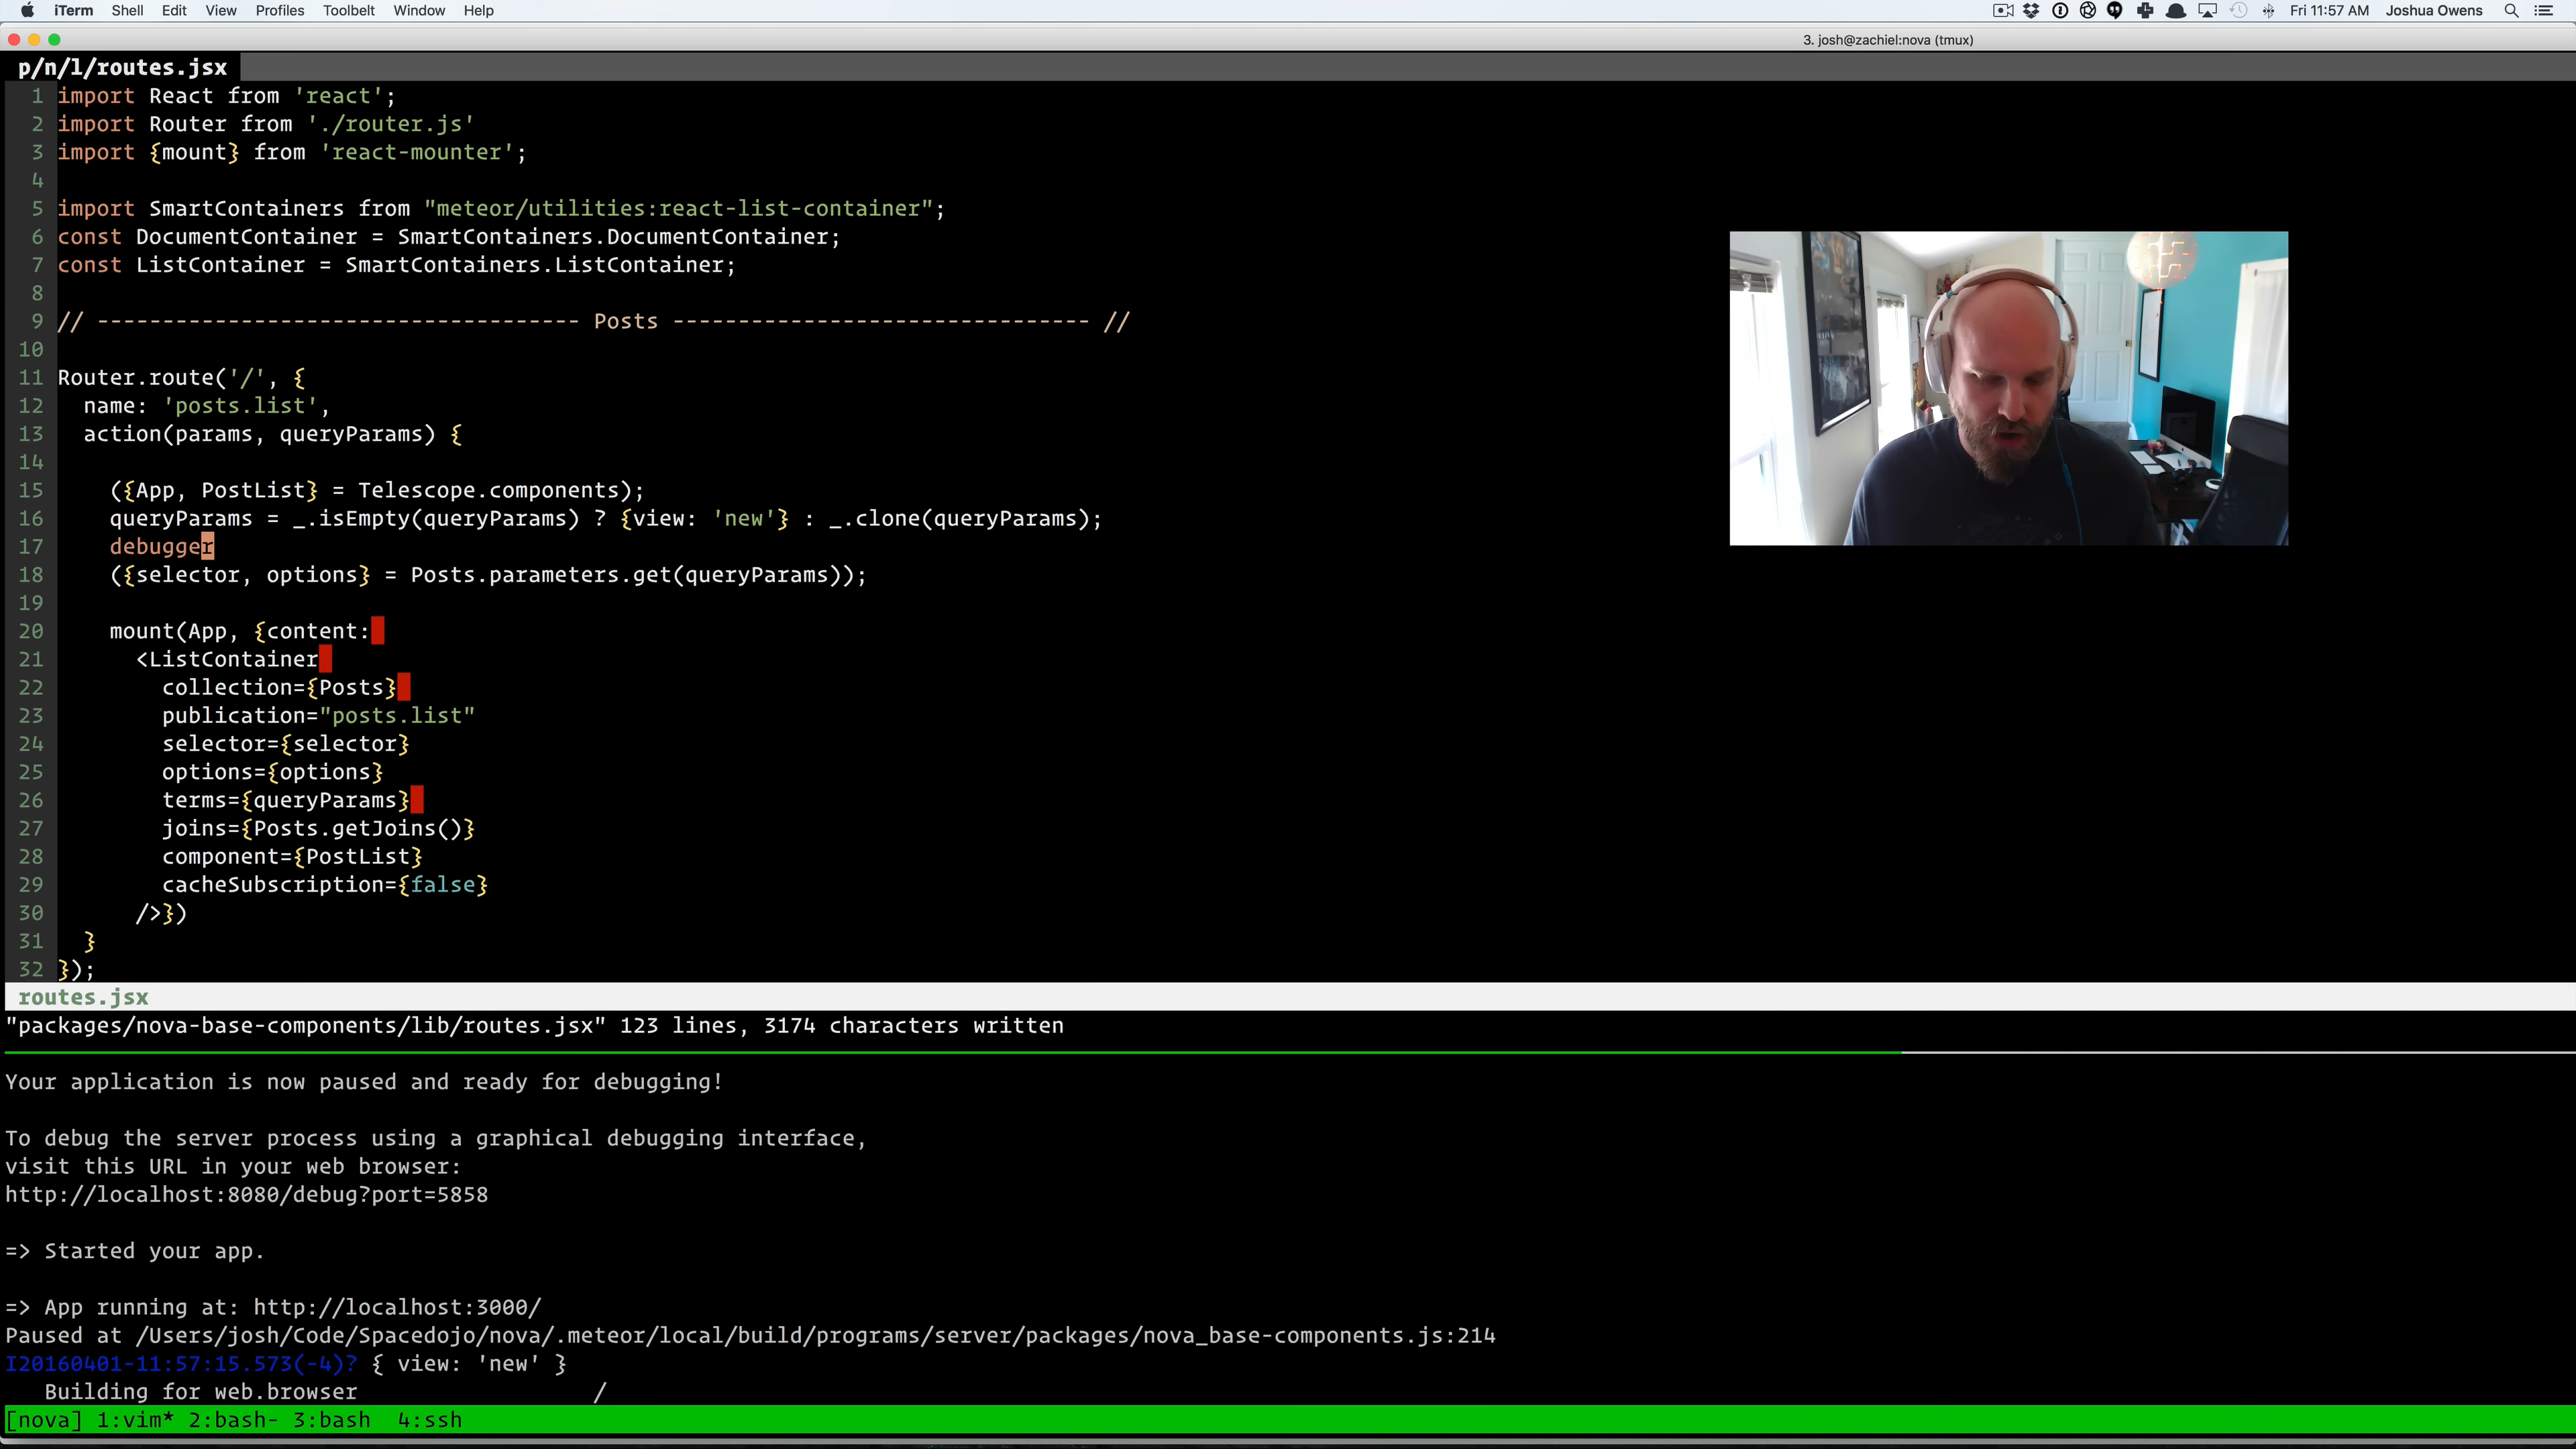 iTerm Shell Edit View Profiles Toolbelt Window Help Fri 11:57 AM Joshua Owens
3. josh@zachiel:nova (tmux)
p/n/l/routes.jsx
1 import React from 'react';
2 import Router from './router.js'
3 import {mount} from 'react-mounter';
4
5 import SmartContainers from "meteor/utilities:react-list-container";
6 const DocumentContainer = SmartContainers.DocumentContainer;
7 const ListContainer = SmartContainers.ListContainer;
8
9 // ------------------------------------- Posts -------------------------------- //
10
11 Router.route('/', {
12   name: 'posts.list',
13   action(params, queryParams) {
14
15     ({App, PostList} = Telescope.components);
16     queryParams = _.isEmpty(queryParams) ? {view: 'new'} : _.clone(queryParams);
17     debugger
18     ({selector, options} = Posts.parameters.get(queryParams));
19
20     mount(App, {content:
21       <ListContainer
22         collection={Posts}
23         publication="posts.list"
24         selector={selector}
25         options={options}
26         terms={queryParams}
27         joins={Posts.getJoins()}
28         component={PostList}
29         cacheSubscription={false}
30       />})
31   }
32 });
routes.jsx
"packages/nova-base-components/lib/routes.jsx" 123 lines, 3174 characters written
Your application is now paused and ready for debugging!
To debug the server process using a graphical debugging interface,
visit this URL in your web browser:
http://localhost:8080/debug?port=5858
=> Started your app.
=> App running at: http://localhost:3000/
Paused at /Users/josh/Code/Spacedojo/nova/.meteor/local/build/programs/server/packages/nova_base-components.js:214
I20160401-11:57:15.573(-4)? { view: 'new' }
   Building for web.browser                  /
[nova] 1:vim* 2:bash- 3:bash  4:ssh